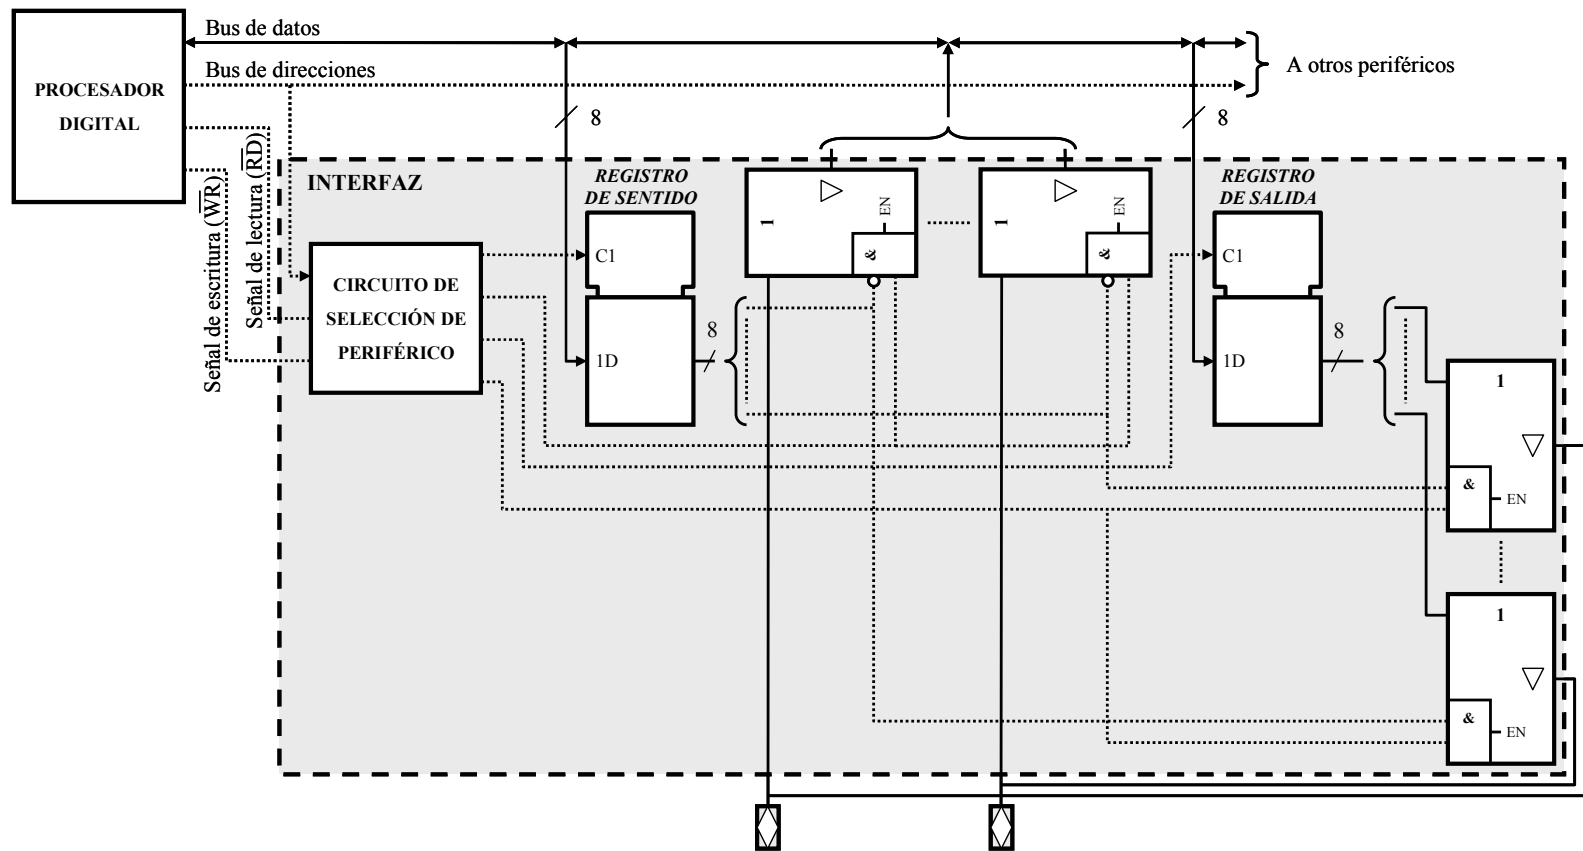 Bus de datos
Bus de direcciones
A otros periféricos
PROCESADOR
DIGITAL
8
8
Señal de escritura (WR)
Señal de lectura (RD)
INTERFAZ
REGISTRO
DE SENTIDO
REGISTRO
DE SALIDA
1
EN
&
1
EN
&
C1
C1
CIRCUITO DE
SELECCIÓN DE
PERIFÉRICO
1D
8
1D
8
1
&
EN
1
&
EN